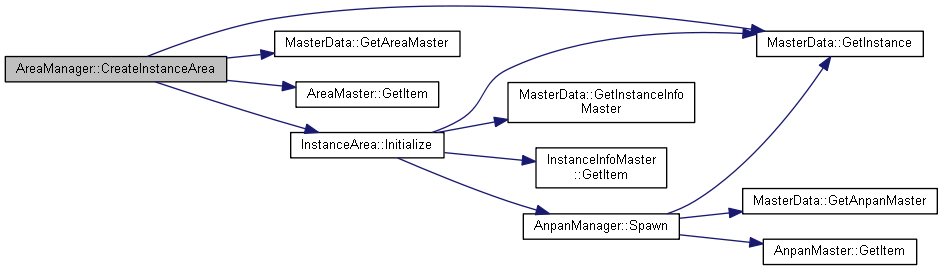 AreaManager::CreateInstanceArea
MasterData::GetAreaMaster
AreaMaster::GetItem
InstanceArea::Initialize
MasterData::GetInstance
MasterData::GetInstanceInfo
Master
InstanceInfoMaster
::GetItem
AnpanManager::Spawn
MasterData::GetAnpanMaster
AnpanMaster::GetItem